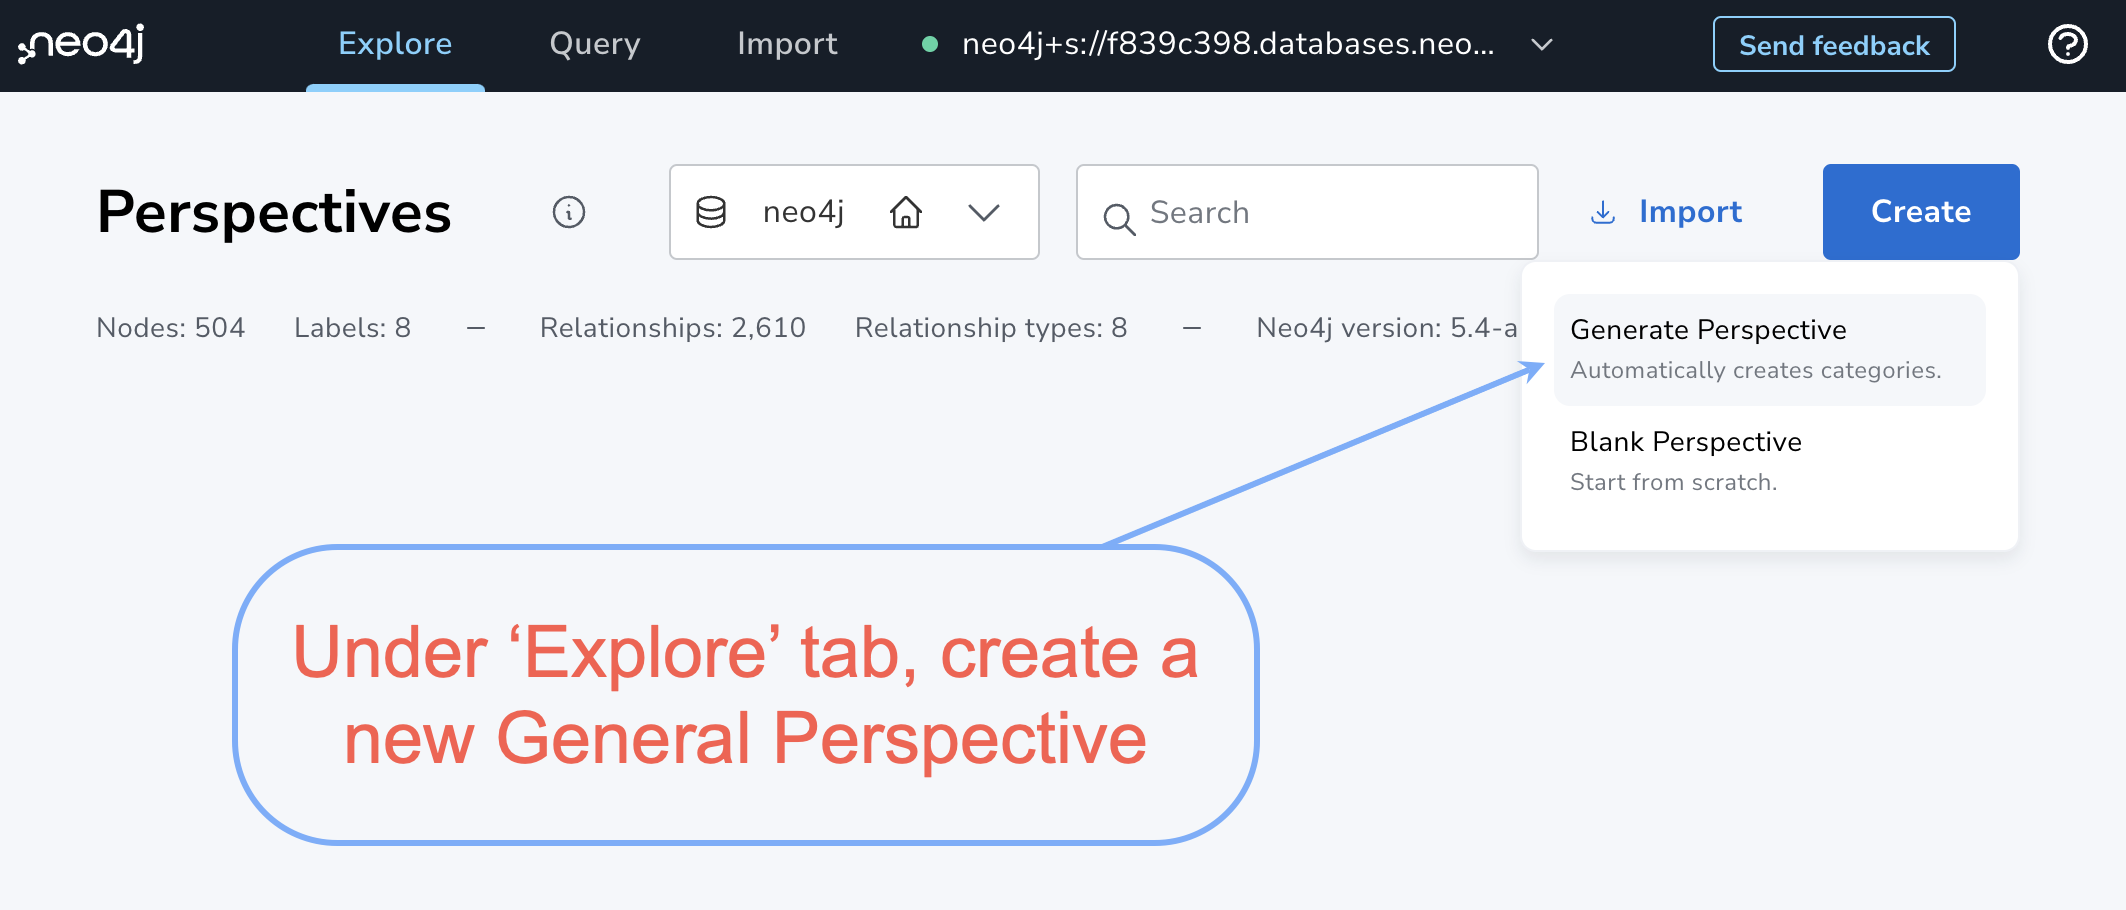 neo4j
Explore Query Import neo4j+s://f839c398.databases.neo... Send feedback
Perspectives neo4j Search Import Create
Nodes: 504 Labels: 8 — Relationships: 2,610 Relationship types: 8 — Neo4j version: 5.4-a
Generate Perspective
Automatically creates categories.
Blank Perspective
Start from scratch.
Under ‘Explore’ tab, create a
new General Perspective